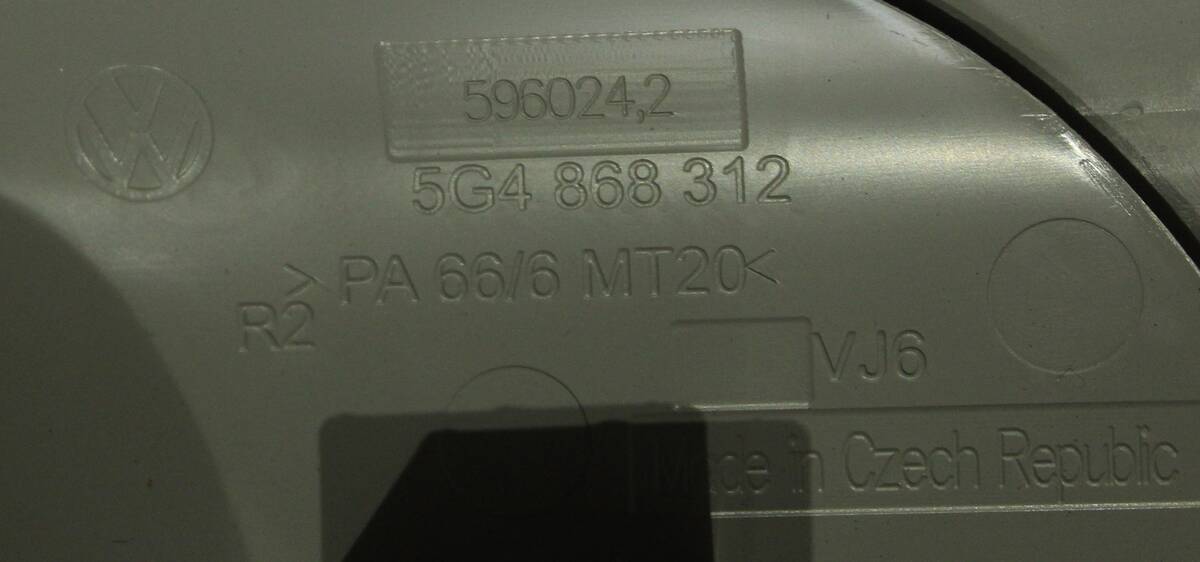 596024,2
5G4 868 312
>PA 66/6 MT20<
R2
VJ6
Made in Czech Republic